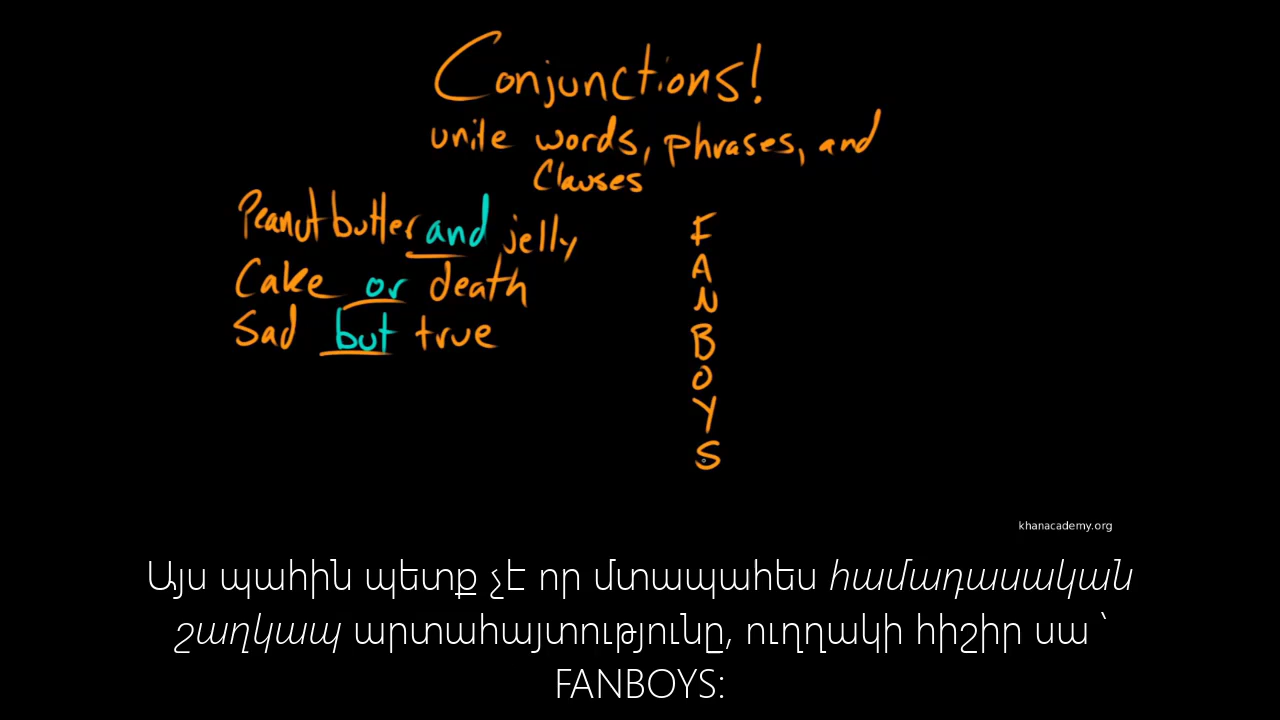 Conjunctions!
unite words, phrases, and
Clauses
Peanut butter and jelly
Cake or death
Sad but true
F
A
N
B
O
Y
S
khanacademy.org
Այս պահին պետք չէ որ մտապահես համադասական
շաղկապ արտահայտությունը, ուղղակի հիշիր սա ՝
FANBOYS: